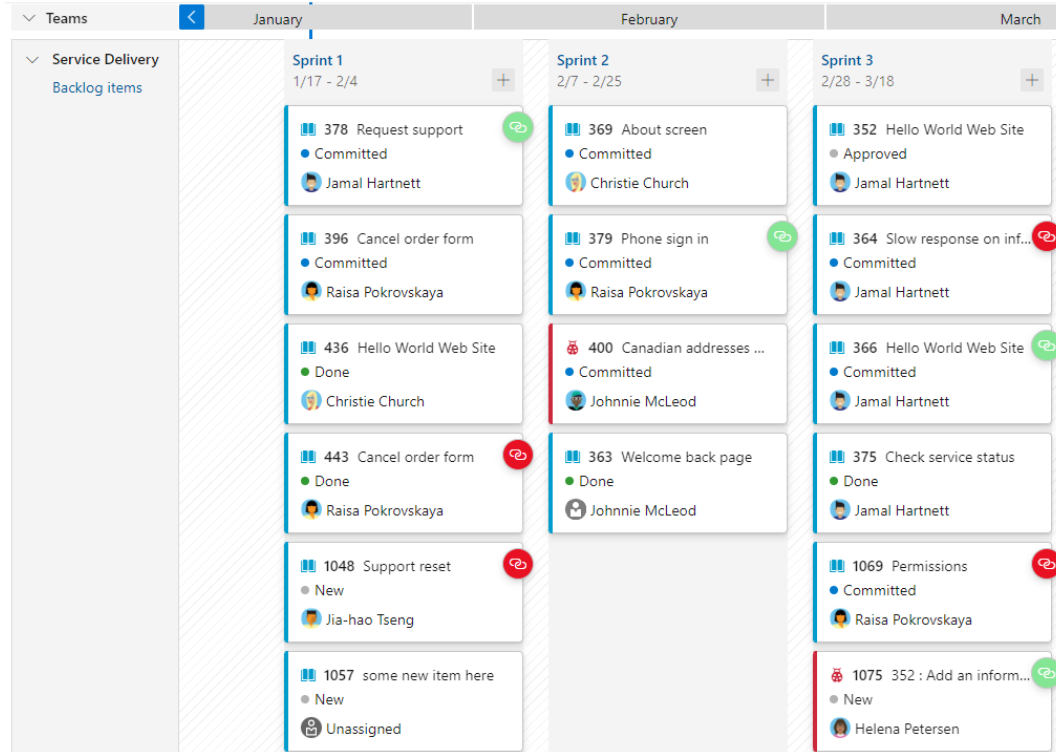 Teams
January
February
March
Service Delivery
Backlog items
Sprint 1
1/17 - 2/4
378 Request support
Committed
Jamal Hartnett
396 Cancel order form
Committed
Raisa Pokrovskaya
436 Hello World Web Site
Done
Christie Church
443 Cancel order form
Done
Raisa Pokrovskaya
1048 Support reset
New
Jia-hao Tseng
1057 some new item here
New
Unassigned
Sprint 2
2/7 - 2/25
369 About screen
Committed
Christie Church
379 Phone sign in
Committed
Raisa Pokrovskaya
400 Canadian addresses ...
Committed
Johnnie McLeod
363 Welcome back page
Done
Johnnie McLeod
Sprint 3
2/28 - 3/18
352 Hello World Web Site
Approved
Jamal Hartnett
364 Slow response on inf...
Committed
Jamal Hartnett
366 Hello World Web Site
Committed
Jamal Hartnett
375 Check service status
Done
Jamal Hartnett
1069 Permissions
Committed
Raisa Pokrovskaya
1075 352 : Add an inform...
New
Helena Petersen